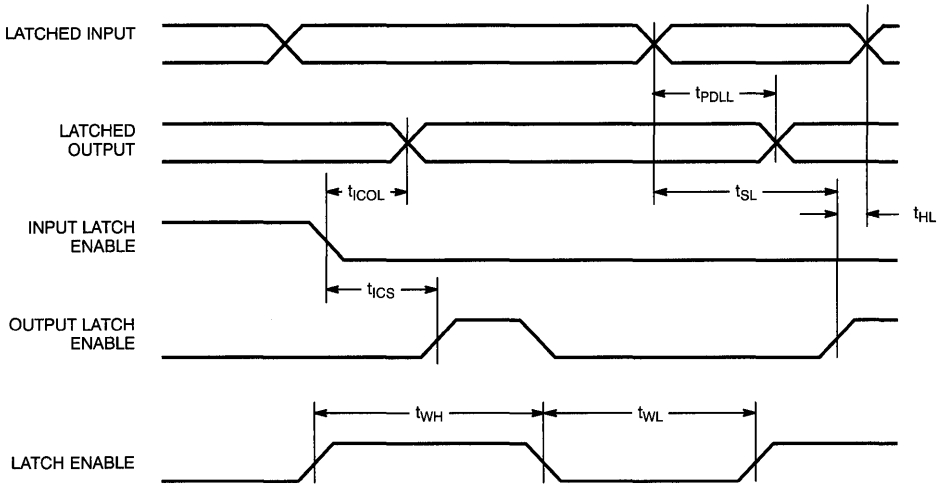 LATCHED INPUT
tPDLL
LATCHED
OUTPUT
tICOL
tSL
tHL
INPUT LATCH
ENABLE
tICS
OUTPUT LATCH
ENABLE
tWH
tWL
LATCH ENABLE